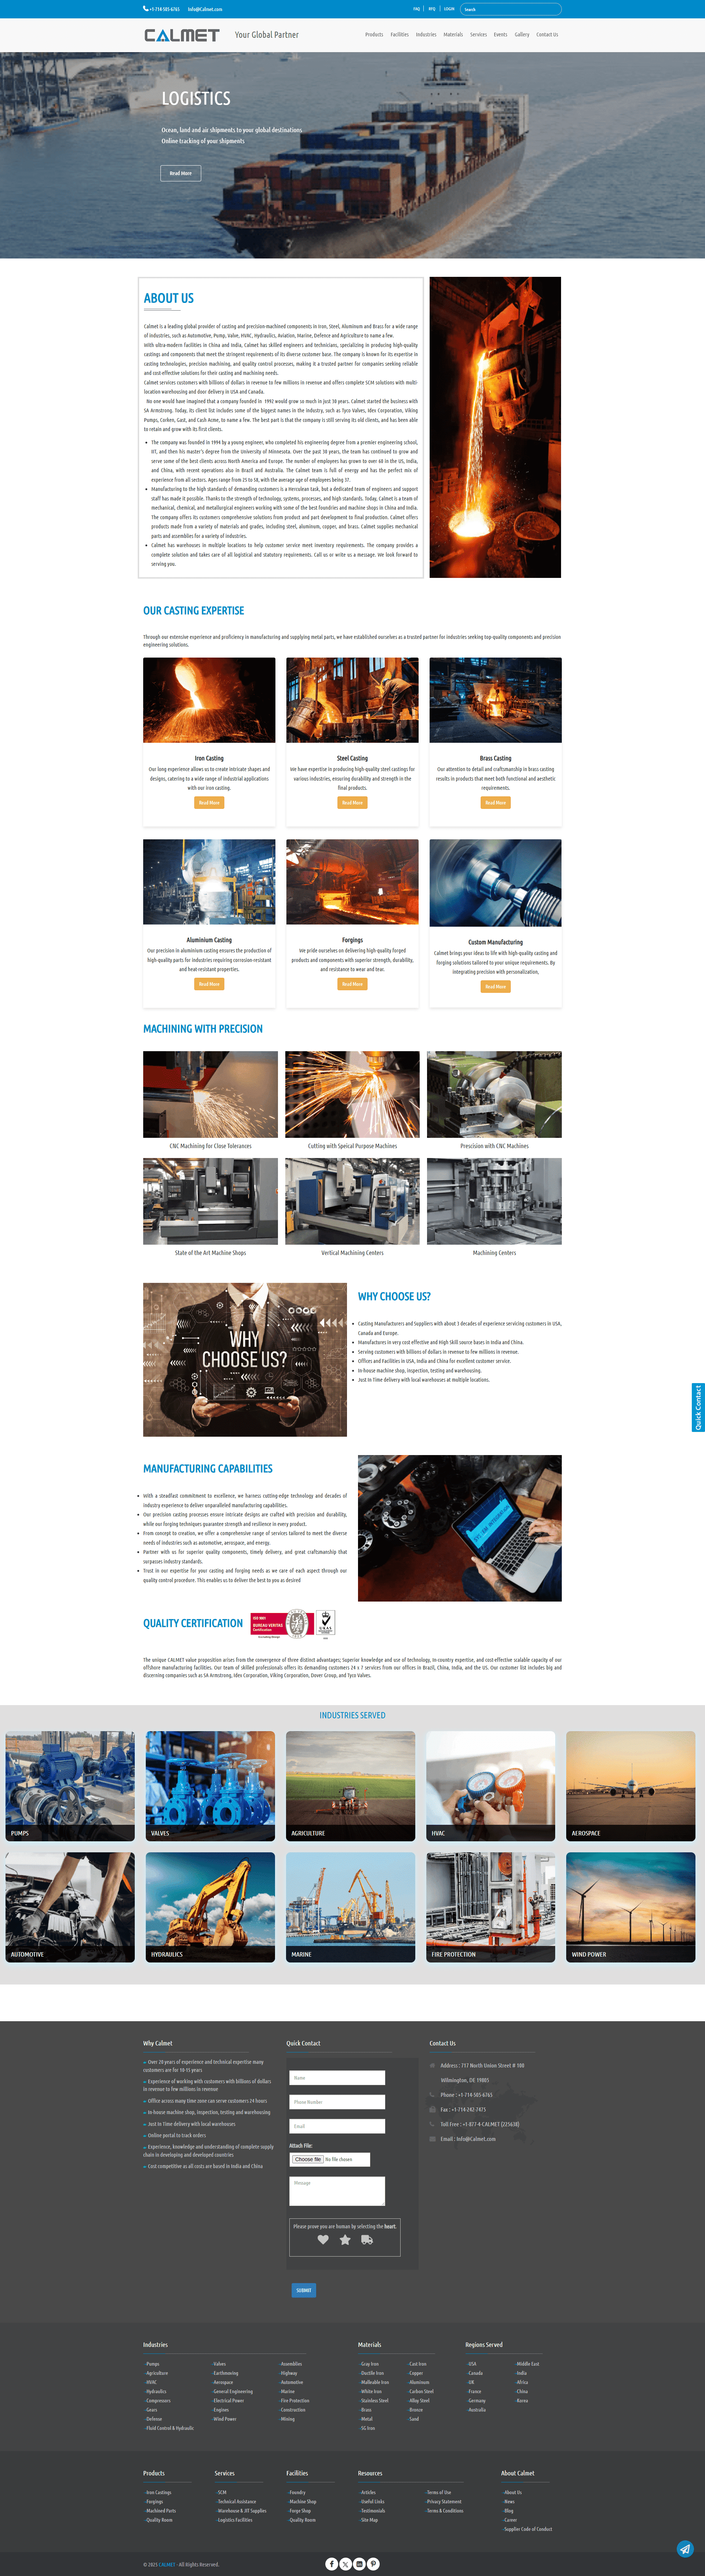 +1-714-505-6765 Info@Calmet.com
FAQ RFQ LOGIN Search
CALMET Your Global Partner
Products Facilities Industries Materials Services Events Gallery Contact Us
LOGISTICS
Ocean, land and air shipments to your global destinations
Online tracking of your shipments
Read More
ABOUT US
Calmet is a leading global provider of casting and precision-machined components in Iron, Steel, Aluminum and Brass for a wide range
of industries, such as Automotive, Pump, Valve, HVAC, Hydraulics, Aviation, Marine, Defence and Agriculture to name a few.
With ultra-modern facilities in China and India, Calmet has skilled engineers and technicians, specializing in producing high-quality
castings and components that meet the stringent requirements of its diverse customer base. The company is known for its expertise in
casting technologies, precision machining, and quality control processes, making it a trusted partner for companies seeking reliable
and cost-effective solutions for their casting and machining needs.
Calmet services customers with billions of dollars in revenue to few millions in revenue and offers complete SCM solutions with multi-
location warehousing and door delivery in USA and Canada.
No one would have imagined that a company founded in 1992 would grow so much in just 30 years. Calmet started the business with
SA Armstrong. Today, its client list includes some of the biggest names in the industry, such as Tyco Valves, Idex Corporation, Viking
Pumps, Corken, Gast, and Cash Acme, to name a few. The best part is that the company is still serving its old clients, and has been able
to retain and grow with its first clients.
The company was founded in 1994 by a young engineer, who completed his engineering degree from a premier engineering school,
IIT, and then his master's degree from the University of Minnesota. Over the past 30 years, the team has continued to grow and
serve some of the best clients across North America and Europe. The number of employees has grown to over 60 in the US, India,
and China, with recent operations also in Brazil and Australia. The Calmet team is full of energy and has the perfect mix of
experience from all sectors. Ages range from 25 to 58, with the average age of employees being 37.
Manufacturing to the high standards of demanding customers is a Herculean task, but a dedicated team of engineers and support
staff has made it possible. Thanks to the strength of technology, systems, processes, and high standards. Today, Calmet is a team of
mechanical, chemical, and metallurgical engineers working with some of the best foundries and machine shops in China and India.
The company offers its customers comprehensive solutions from product and part development to final production. Calmet offers
products made from a variety of materials and grades, including steel, aluminum, copper, and brass. Calmet supplies mechanical
parts and assemblies for a variety of industries.
Calmet has warehouses in multiple locations to help customer service meet inventory requirements. The company provides a
complete solution and takes care of all logistical and statutory requirements. Call us or write us a message. We look forward to
serving you.
OUR CASTING EXPERTISE
Through our extensive experience and proficiency in manufacturing and supplying metal parts, we have established ourselves as a trusted partner for industries seeking top-quality components and precision
engineering solutions.
Iron Casting
Our long experience allows us to create intricate shapes and
designs, catering to a wide range of industrial applications
with our iron casting.
Read More
Steel Casting
We have expertise in producing high-quality steel castings for
various industries, ensuring durability and strength in the
final products.
Read More
Brass Casting
Our attention to detail and craftsmanship in brass casting
results in products that meet both functional and aesthetic
requirements.
Read More
Aluminium Casting
Our precision in aluminium casting ensures the production of
high-quality parts for industries requiring corrosion-resistant
and heat-resistant properties.
Read More
Forgings
We pride ourselves on delivering high-quality forged
products and components with superior strength, durability,
and resistance to wear and tear.
Read More
Custom Manufacturing
Calmet brings your ideas to life with high-quality casting and
forging solutions tailored to your unique requirements. By
integrating precision with personalization,
Read More
MACHINING WITH PRECISION
CNC Machining for Close Tolerances
Cutting with Speical Purpose Machines
Prescision with CNC Machines
State of the Art Machine Shops
Vertical Machining Centers
Machining Centers
WHY CHOOSE US?
WHY CHOOSE US?
Casting Manufacturers and Suppliers with about 3 decades of experience servicing customers in USA,
Canada and Europe.
Manufactures in very cost effective and High Skill source bases in India and China.
Serving customers with billions of dollars in revenue to few millions in revenue.
Offices and Facilities in USA, India and China for excellent customer service.
In-house machine shop, inspection, testing and warehousing.
Just In Time delivery with local warehouses at multiple locations.
Quick Contact
MANUFACTURING CAPABILITIES
With a steadfast commitment to excellence, we harness cutting-edge technology and decades of
industry experience to deliver unparalleled manufacturing capabilities.
Our precision casting processes ensure intricate designs are crafted with precision and durability,
while our forging techniques guarantee strength and resilience in every product.
From concept to creation, we offer a comprehensive range of services tailored to meet the diverse
needs of industries such as automotive, aerospace, and energy.
Partner with us for superior quality components, timely delivery, and great craftsmanship that
surpasses industry standards.
Trust in our expertise for your casting and forging needs as we care of each aspect through our
quality control procedure. This enables us to deliver the best to you as desired
QUALITY CERTIFICATION
ISO 9001
BUREAU VERITAS
Certification
The unique CALMET value proposition arises from the convergence of three distinct advantages; Superior knowledge and use of technology, In-country expertise, and cost-effective scalable capacity of our
offshore manufacturing facilities. Our team of skilled professionals offers its demanding customers 24 x 7 services from our offices in Brazil, China, India, and the US. Our customer list includes big and
discerning companies such as SA Armstrong, Idex Corporation, Viking Corporation, Dover Group, and Tyco Valves.
INDUSTRIES SERVED
PUMPS
VALVES
AGRICULTURE
HVAC
AEROSPACE
AUTOMOTIVE
HYDRAULICS
MARINE
FIRE PROTECTION
WIND POWER
Why Calmet
Over 20 years of experience and technical expertise many
customers are for 10-15 years
Experience of working with customers with billions of dollars
in revenue to few millions in revenue
Office across many time zone can serve customers 24 hours
In-house machine shop, inspection, testing and warehousing
Just In Time delivery with local warehouses
Online portal to track orders
Experience, knowledge and understanding of complete supply
chain in developing and developed countries
Cost competitive as all costs are based in India and China
Quick Contact
Name
Phone Number
Email
Attach File:
Choose file No file chosen
Message
Please prove you are human by selecting the heart.
SUBMIT
Contact Us
Address : 717 North Union Street # 100
Wilmington, DE 19805
Phone : +1-714-505-6765
Fax : +1-714-242-7475
Toll Free : +1-877-4-CALMET (225638)
Email : Info@Calmet.com
Industries
Pumps
Agriculture
HVAC
Hydraulics
Compressors
Gears
Defense
Fluid Control & Hydraulic
Valves
Earthmoving
Aerospace
General Engineering
Electrical Power
Engines
Wind Power
Assemblies
Highway
Automotive
Marine
Fire Protection
Construction
Mining
Materials
Gray Iron
Ductile Iron
Malleable Iron
White Iron
Stainless Steel
Brass
Metal
SG Iron
Cast Iron
Copper
Aluminum
Carbon Steel
Alloy Steel
Bronze
Sand
Regions Served
USA
Canada
UK
France
Germany
Australia
Middle East
India
Africa
China
Korea
Products
Iron Castings
Forgings
Machined Parts
Quality Room
Services
SCM
Technical Assistance
Warehouse & JIT Supplies
Logistics Facilities
Facilities
Foundry
Machine Shop
Forge Shop
Quality Room
Resources
Articles
Useful Links
Testimonials
Site Map
Terms of Use
Privacy Statement
Terms & Conditions
About Calmet
About Us
News
Blog
Career
Supplier Code of Conduct
© 2025 CALMET - All Rights Reserved.